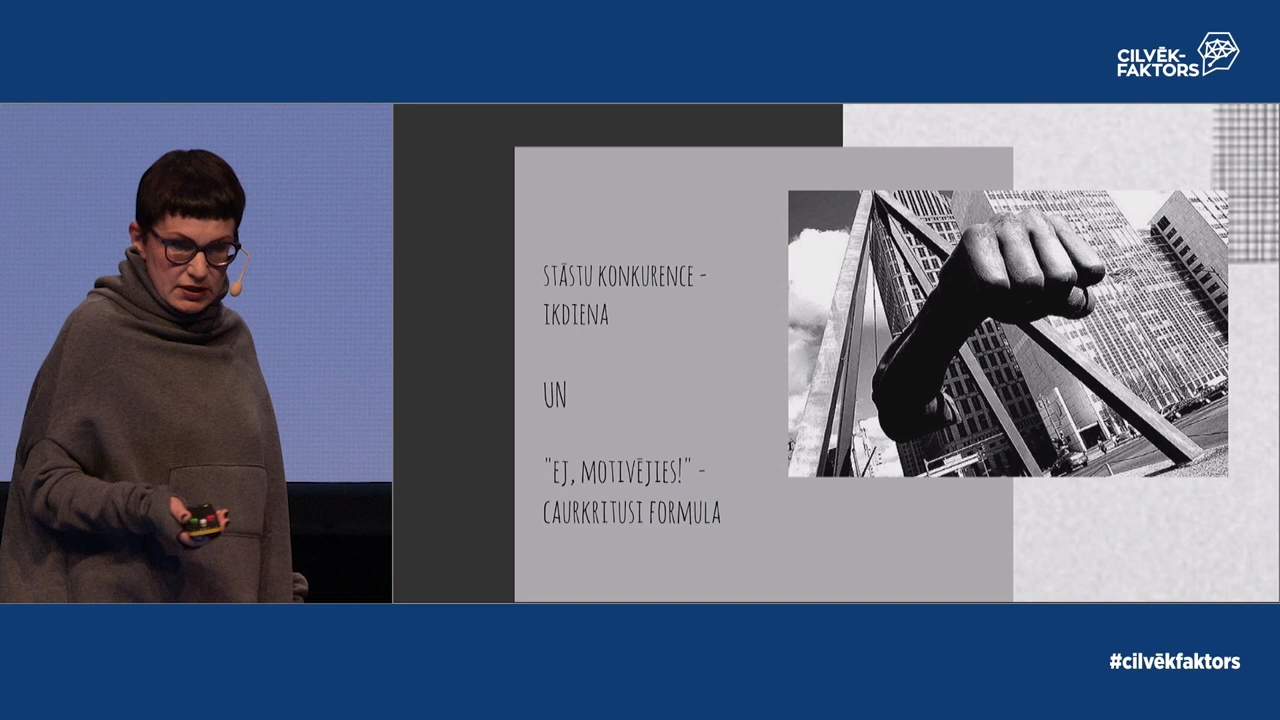 CILVĒK-
FAKTORS
STĀSTU KONKURENCE -
IKDIENA
UN
"EJ, MOTIVĒJIES!" -
CAURKRITUSI FORMULA
#cilvēkfaktors